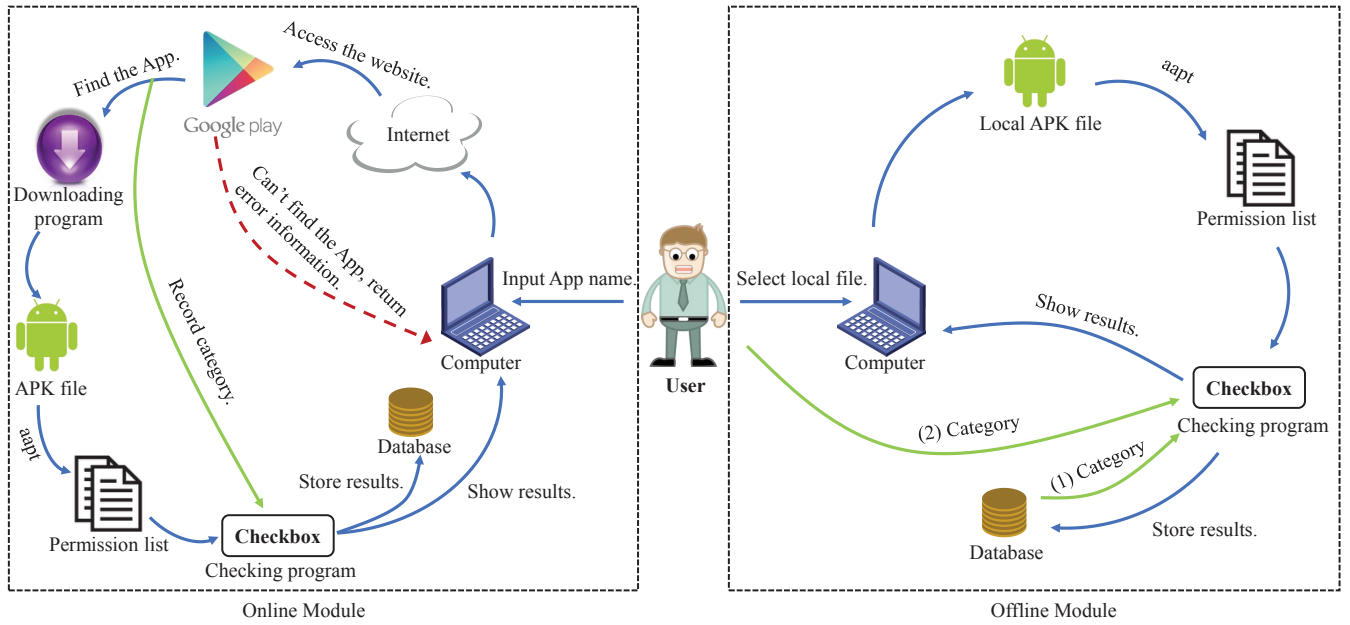 Find the App.
Access the website.
Google play
Internet
Downloading
program
Can't find the App, return
error information.
Record category.
Input App name.
Computer
APK file
aapt
Database
Store results.
Show results.
Permission list
Checkbox
Checking program
Online Module
User
Select local file.
Local APK file
aapt
Permission list
Show results.
Computer
Checkbox
Checking program
(2) Category
(1) Category
Database
Store results.
Offline Module